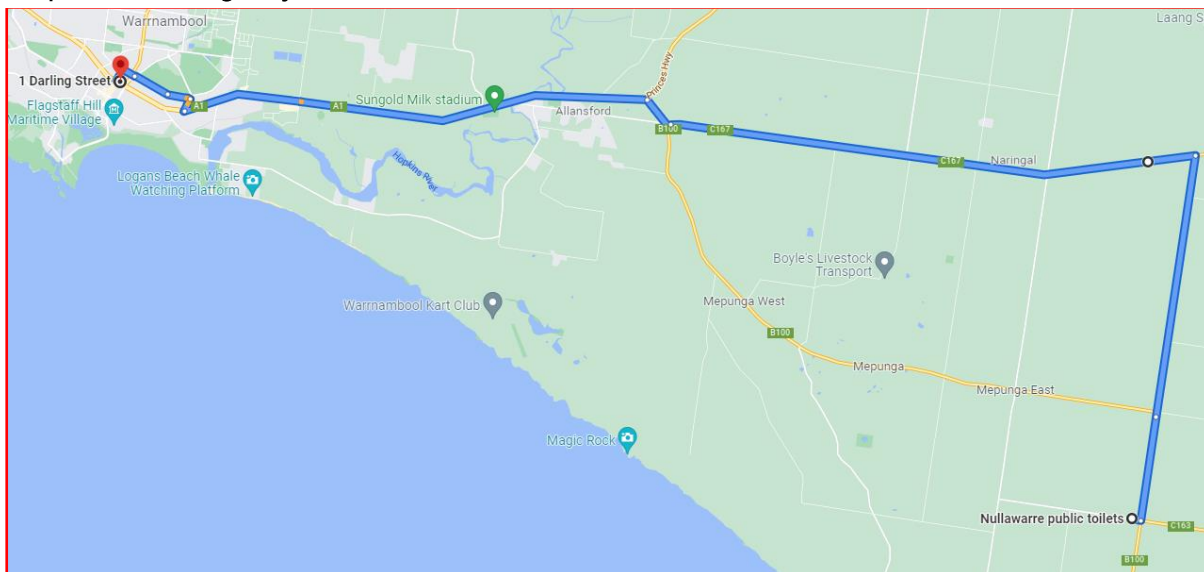 Warrnambool
Laang S
1 Darling Street
Flagstaff Hill
Maritime Village
A1
A1
Sungold Milk stadium
Allansford
Princes Hwy
B100
C167
C167
Naringal
Hopkins River
Logans Beach Whale
Watching Platform
Boyle's Livestock
Transport
Warrnambool Kart Club
Mepunga West
B100
Mepunga
Mepunga East
Magic Rock
Nullawarre public toilets
C163
B100